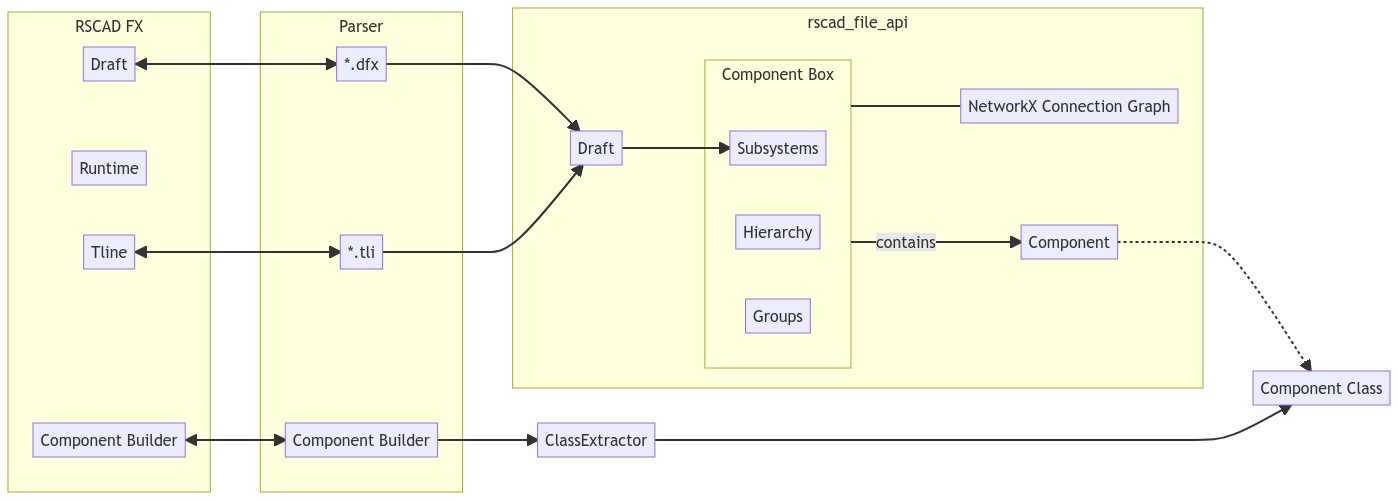 RSCAD FX
Draft
Runtime
Tline
Component Builder
Parser
*.dfx
*.tli
Component Builder
rscad_file_api
Draft
Component Box
Subsystems
Hierarchy
Groups
NetworkX Connection Graph
contains
Component
ClassExtractor
Component Class